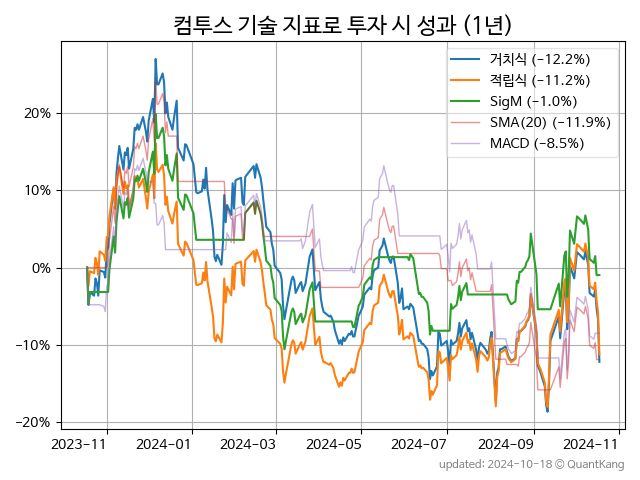 컴투스 기술 지표로 투자 시 성과 (1년)
거치식 (−12.2%)
적립식 (−11.2%)
SigM (−1.0%)
SMA(20) (−11.9%)
MACD (−8.5%)
20%
10%
0%
−10%
−20%
2023-11 2024-01 2024-03 2024-05 2024-07 2024-09 2024-11
updated: 2024-10-18 © QuantKang